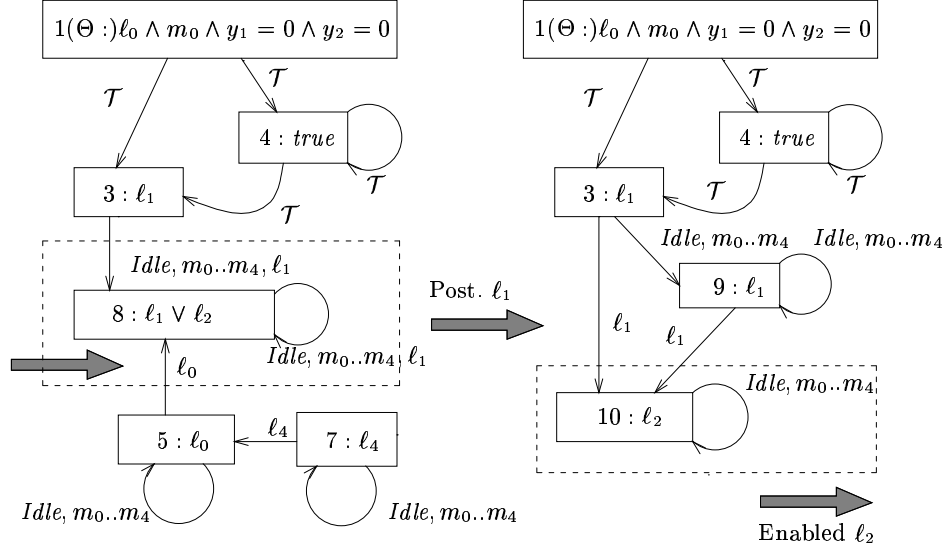 1(Θ :)ℓ₀ ∧ m₀ ∧ y₁ = 0 ∧ y₂ = 0
𝒯
𝒯
4 : true
𝒯
3 : ℓ₁
𝒯
Idle, m₀..m₄, ℓ₁
8 : ℓ₁ ∨ ℓ₂
Idle, m₀..m₄, ℓ₁
ℓ₀
5 : ℓ₀
ℓ₄
7 : ℓ₄
Idle, m₀..m₄
Idle, m₀..m₄
Post. ℓ₁
1(Θ :)ℓ₀ ∧ m₀ ∧ y₁ = 0 ∧ y₂ = 0
𝒯
𝒯
4 : true
𝒯
3 : ℓ₁
𝒯
Idle, m₀..m₄
Idle, m₀..m₄
9 : ℓ₁
ℓ₁
ℓ₁
Idle, m₀..m₄
10 : ℓ₂
Enabled ℓ₂